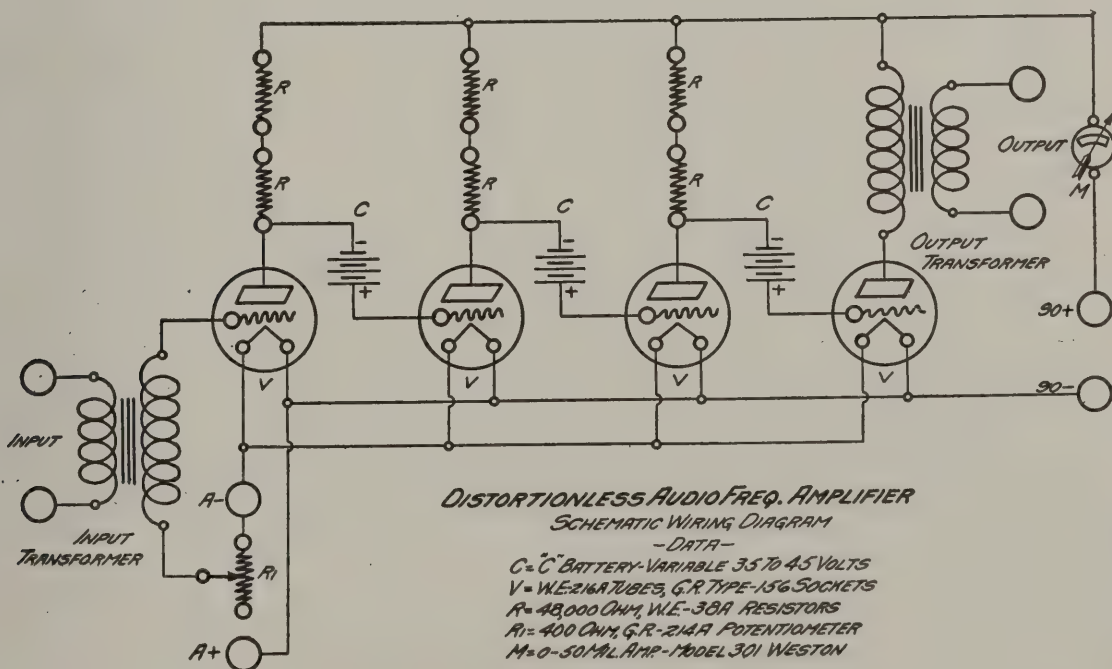 R
R
R
R
R
R
C
C
C
-
+
-
+
-
+
V
V
V
V
OUTPUT
M
OUTPUT
TRANSFORMER
90+
90-
INPUT
INPUT
TRANSFORMER
A-
R1
A+
DISTORTIONLESS AUDIO FREQ. AMPLIFIER
SCHEMATIC WIRING DIAGRAM
-DATA-
C="C" BATTERY-VARIABLE 35 TO 45 VOLTS
V=W.E-216A TUBES, G.R. TYPE-156 SOCKETS
R=48,000 OHM, W.E-38A RESISTORS
R1=400 OHM, G.R-214A POTENTIOMETER
M=0-50 MIL. AMP-MODEL 301 WESTON